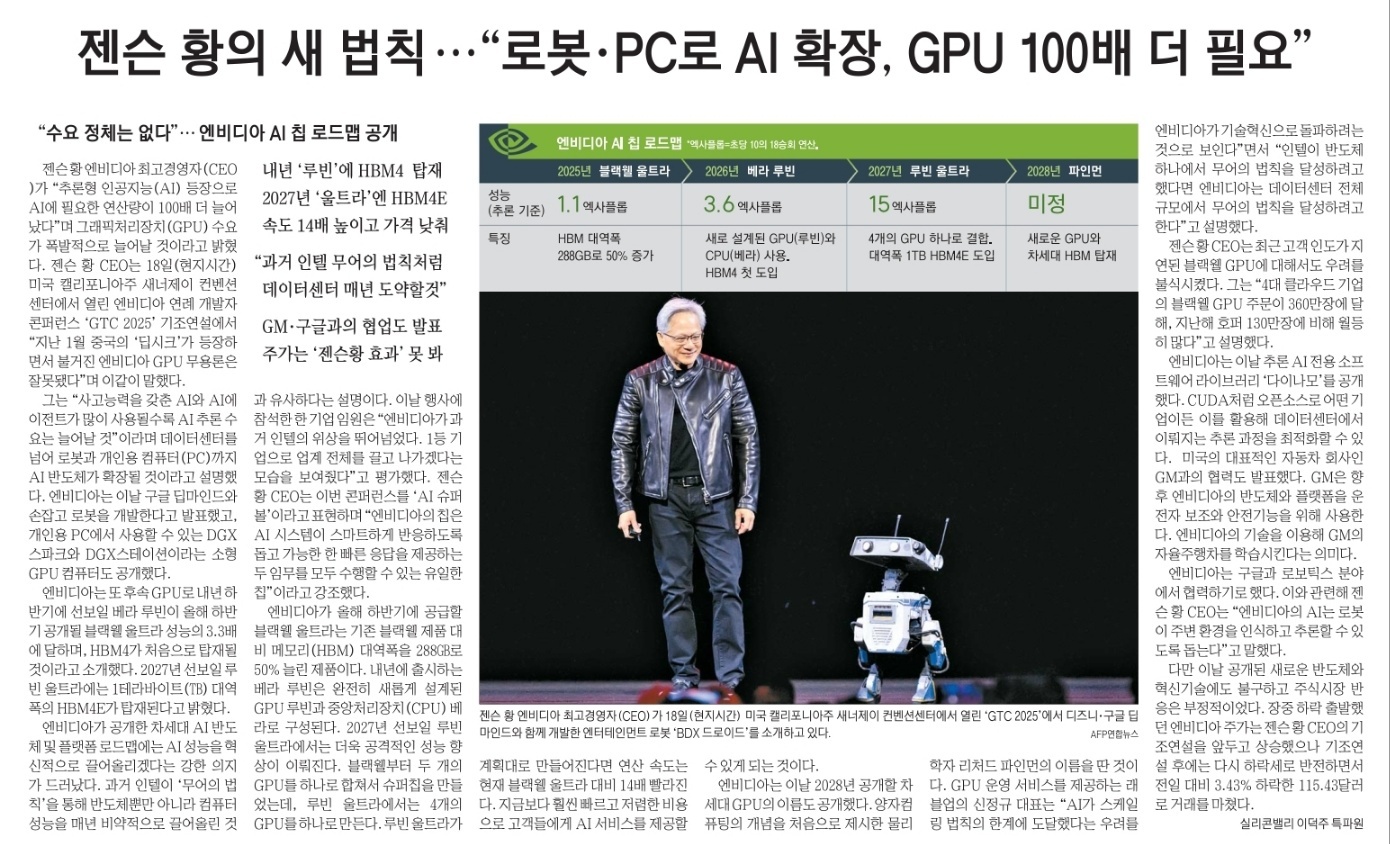 젠슨 황의 새 법칙…“로봇·PC로 AI 확장, GPU 100배 더 필요”
“수요 정체는 없다”… 엔비디아 AI 칩 로드맵 공개
젠슨 황 엔비디아 최고경영자(CEO
)가 “추론형 인공지능(AI) 등장으로
AI에 필요한 연산량이 100배 더 늘어
났다”며 그래픽처리장치(GPU) 수요
가 폭발적으로 늘어날 것이라고 밝혔
다. 젠슨 황 CEO는 18일(현지시간)
미국 캘리포니아주 새너제이 컨벤션
센터에서 열린 엔비디아 연례 개발자
콘퍼런스 ‘GTC 2025’ 기조연설에서
“지난 1월 중국의 ‘딥시크’가 등장하
면서 불거진 엔비디아 GPU 무용론은
잘못됐다”며 이같이 말했다.
그는 “사고능력을 갖춘 AI와 AI에
이전트가 많이 사용될수록 AI 추론 수
요는 늘어날 것”이라며 데이터센터를
넘어 로봇과 개인용 컴퓨터(PC)까지
AI 반도체가 확장될 것이라고 설명했
다. 엔비디아는 이날 구글 딥마인드와
손잡고 로봇을 개발한다고 발표했고,
개인용 PC에서 사용할 수 있는 DGX
스파크와 DGX스테이션이라는 소형
GPU 컴퓨터도 공개했다.
엔비디아는 또 후속 GPU로 내년 하
반기에 선보일 베라 루빈이 올해 하반
기 공개될 블랙웰 울트라 성능의 3.3배
에 달하며, HBM4가 처음으로 탑재될
것이라고 소개했다. 2027년 선보일 루
빈 울트라에는 1테라바이트(TB) 대역
폭의 HBM4E가 탑재된다고 밝혔다.
엔비디아가 공개한 차세대 AI 반도
체 및 플랫폼 로드맵에는 AI 성능을 혁
신적으로 끌어올리겠다는 강한 의지
가 드러났다. 과거 인텔이 ‘무어의 법
칙’을 통해 반도체뿐만 아니라 컴퓨터
성능을 매년 비약적으로 끌어올린 것
내년 ‘루빈’에 HBM4 탑재
2027년 ‘울트라’엔 HBM4E
속도 14배 높이고 가격 낮춰
“과거 인텔 무어의 법칙처럼
데이터센터 매년 도약할것”
GM·구글과의 협업도 발표
주가는 ‘젠슨황 효과’ 못 봐
과 유사하다는 설명이다. 이날 행사에
참석한 한 기업 임원은 “엔비디아가 과
거 인텔의 위상을 뛰어넘었다. 1등 기
업으로 업계 전체를 끌고 나가겠다는
모습을 보여줬다”고 평가했다. 젠슨
황 CEO는 이번 콘퍼런스를 ‘AI 슈퍼
볼’이라고 표현하며 “엔비디아의 칩은
AI 시스템이 스마트하게 반응하도록
돕고 가능한 한 빠른 응답을 제공하는
두 임무를 모두 수행할 수 있는 유일한
칩”이라고 강조했다.
엔비디아가 올해 하반기에 공급할
블랙웰 울트라는 기존 블랙웰 제품 대
비 메모리(HBM) 대역폭을 288GB로
50% 늘린 제품이다. 내년에 출시하는
베라 루빈은 완전히 새롭게 설계된
GPU 루빈과 중앙처리장치(CPU) 베
라로 구성된다. 2027년 선보일 루빈
울트라에서는 더욱 공격적인 성능 향
상이 이뤄진다. 블랙웰부터 두 개의
GPU를 하나로 합쳐서 슈퍼칩을 만들
었는데, 루빈 울트라에서는 4개의
GPU를 하나로 만든다. 루빈 울트라가
엔비디아 AI 칩 로드맵 *엑사플롭=초당 10의 18승회 연산.
2025년 블랙웰 울트라 2026년 베라 루빈 2027년 루빈 울트라 2028년 파인먼
성능
(추론 기준) 1.1엑사플롭 3.6엑사플롭 15엑사플롭 미정
특징 HBM 대역폭 새로 설계된 GPU(루빈)와 4개의 GPU 하나로 결합. 새로운 GPU와
288GB로 50% 증가 CPU(베라) 사용. 대역폭 1TB HBM4E 도입 차세대 HBM 탑재
HBM4 첫 도입
젠슨 황 엔비디아 최고경영자(CEO)가 18일(현지시간) 미국 캘리포니아주 새너제이 컨벤션센터에서 열린 ‘GTC 2025’에서 디즈니·구글 딥
마인드와 함께 개발한 엔터테인먼트 로봇 ‘BDX 드로이드’를 소개하고 있다.
AFP연합뉴스
계획대로 만들어진다면 연산 속도는
현재 블랙웰 울트라 대비 14배 빨라진
다. 지금보다 훨씬 빠르고 저렴한 비용
으로 고객들에게 AI 서비스를 제공할
수 있게 되는 것이다.
엔비디아는 이날 2028년 공개할 차
세대 GPU의 이름도 공개했다. 양자컴
퓨팅의 개념을 처음으로 제시한 물리
학자 리처드 파인먼의 이름을 딴 것이
다. GPU 운영 서비스를 제공하는 래
블업의 신정규 대표는 “AI가 스케일
링 법칙의 한계에 도달했다는 우려를
엔비디아가 기술혁신으로 돌파하려는
것으로 보인다”면서 “인텔이 반도체
하나에서 무어의 법칙을 달성하려고
했다면 엔비디아는 데이터센터 전체
규모에서 무어의 법칙을 달성하려고
한다”고 설명했다.
젠슨 황 CEO는 최근 고객 인도가 지
연된 블랙웰 GPU에 대해서도 우려를
불식시켰다. 그는 “4대 클라우드 기업
의 블랙웰 GPU 주문이 360만장에 달
해, 지난해 호퍼 130만장에 비해 월등
히 많다”고 설명했다.
엔비디아는 이날 추론 AI 전용 소프
트웨어 라이브러리 ‘다이나모’를 공개
했다. CUDA처럼 오픈소스로 어떤 기
업이든 이를 활용해 데이터센터에서
이뤄지는 추론 과정을 최적화할 수 있
다. 미국의 대표적인 자동차 회사인
GM과의 협력도 발표했다. GM은 향
후 엔비디아의 반도체와 플랫폼을 운
전자 보조와 안전기능을 위해 사용한
다. 엔비디아의 기술을 이용해 GM의
자율주행차를 학습시킨다는 의미다.
엔비디아는 구글과 로보틱스 분야
에서 협력하기로 했다. 이와 관련해 젠
슨 황 CEO는 “엔비디아의 AI는 로봇
이 주변 환경을 인식하고 추론할 수 있
도록 돕는다”고 말했다.
다만 이날 공개된 새로운 반도체와
혁신기술에도 불구하고 주식시장 반
응은 부정적이었다. 장중 하락 출발했
던 엔비디아 주가는 젠슨 황 CEO의 기
조연설을 앞두고 상승했으나 기조연
설 후에는 다시 하락세로 반전하면서
전일 대비 3.43% 하락한 115.43달러
로 거래를 마쳤다.
실리콘밸리 이덕주 특파원